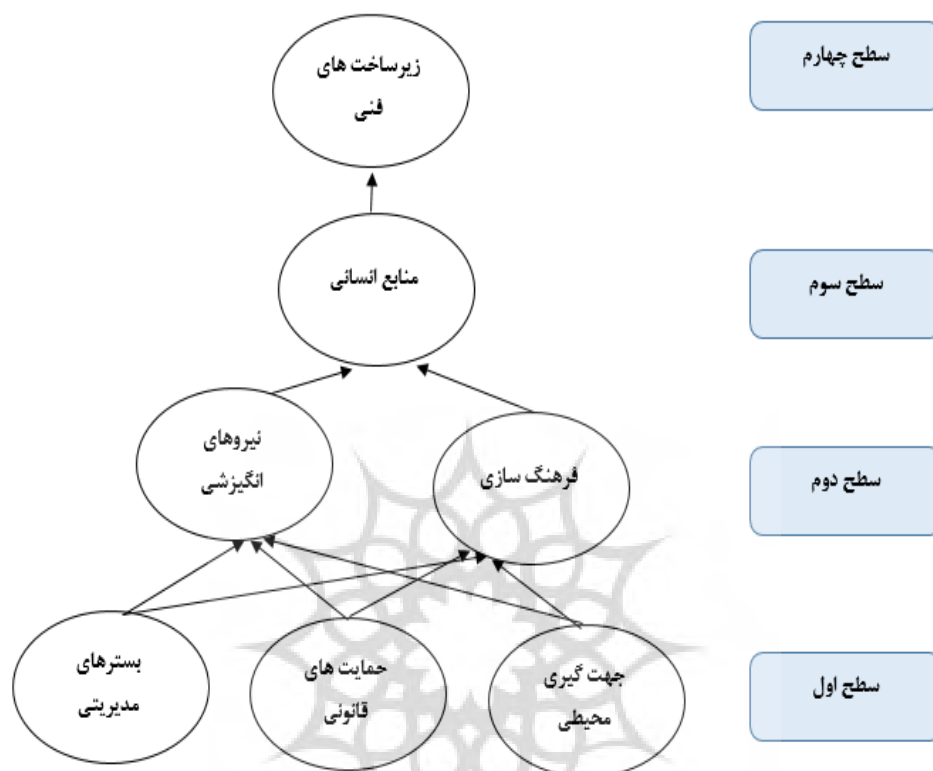 زیرساخت های
فنی
سطح چهارم
منابع انسانی
سطح سوم
نیروهای
انگیزشی
فرهنگ سازی
سطح دوم
جهت گیری
محیطی
حمایت های
قانونی
بسترهای
مدیریتی
سطح اول